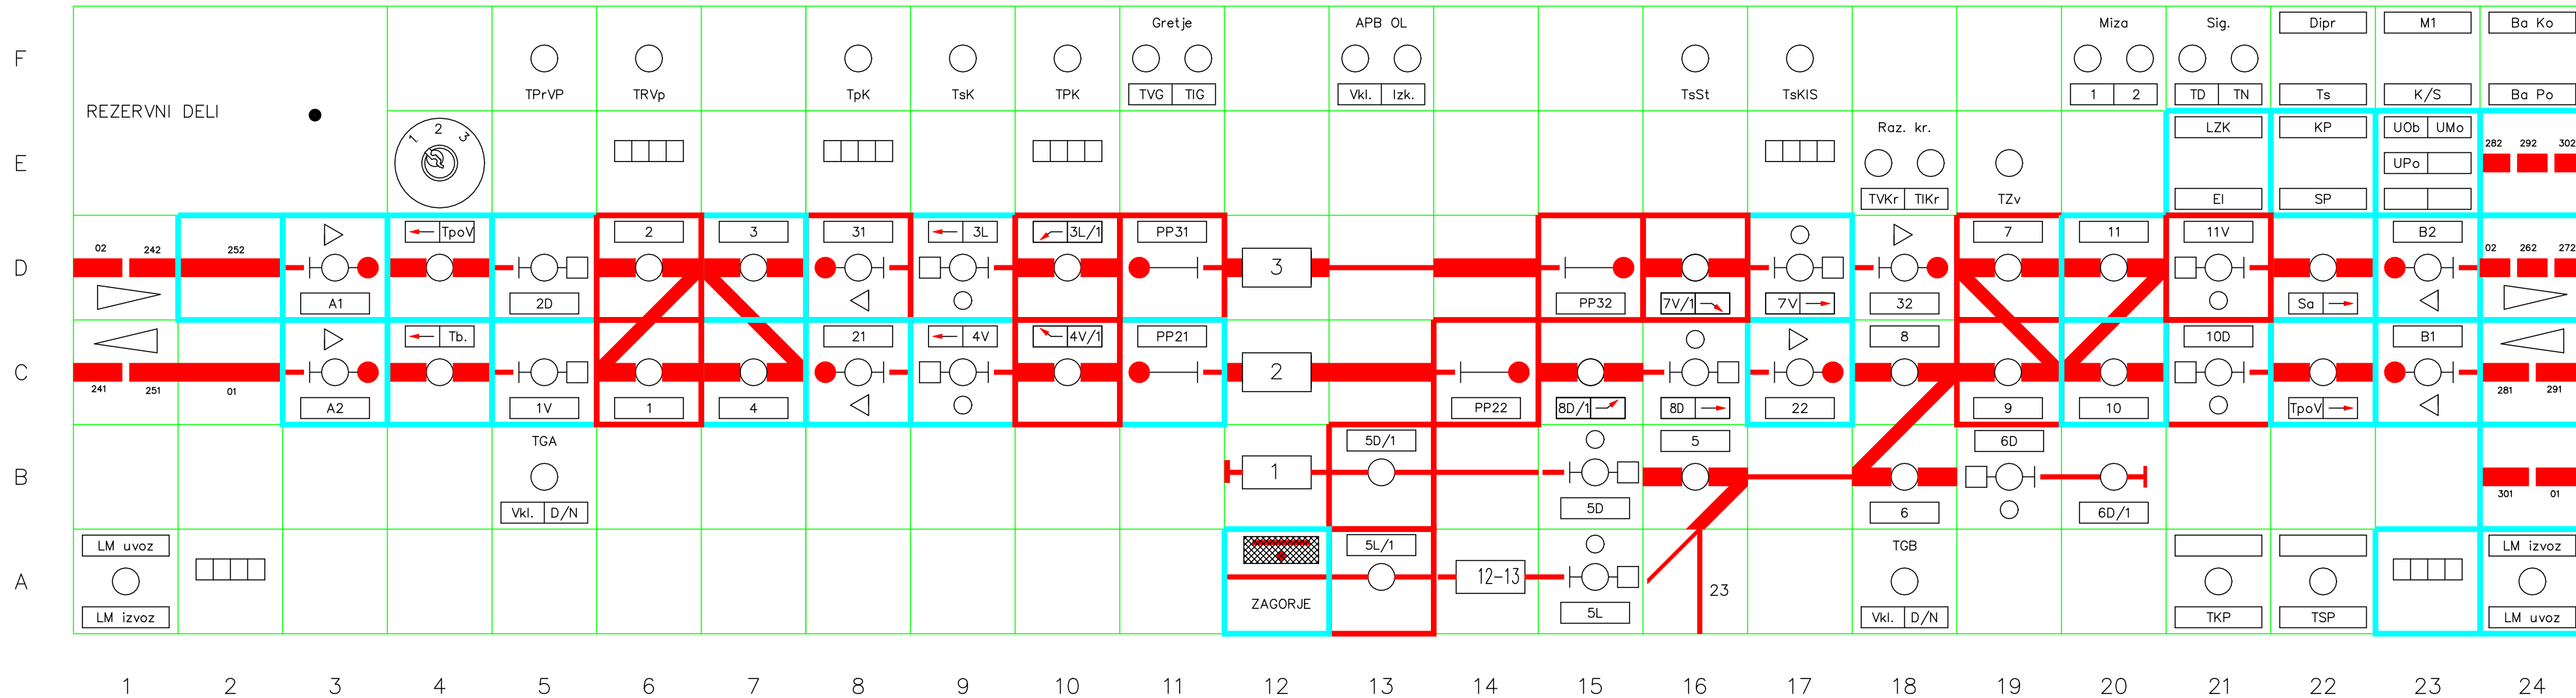 Gretje APB OL Miza Sig. Dipr M1 Ba Ko
F
TPrVP TRVp TpK TsK TPK TVG TIG Vkl. Izk. TsSt TsKIS 1 2 TD TN Ts K/S Ba Po
REZERVNI DELI
1 2 3 Raz. kr. LZK KP UOb UMo
282 292 302
E
UPo
TVKr TIKr TZv EI SP
TpoV 2 3 31 3L 3L/1 PP31 7 11 11V B2
02 242 252 02 262 272
D 3
A1 2D PP32 7V/1 7V 32 Sa
Tb. 21 4V 4V/1 PP21 8 10D B1
C 2
241 251 01 281 291
A2 1V 1 4 PP22 8D/1 8D 22 9 10 TpoV
TGA 5D/1 5 6D
B 1
301 01
Vkl. D/N 5D 6 6D/1
LM uvoz 5L/1 TGB LM izvoz
A 12-13 23
ZAGORJE
LM izvoz 5L Vkl. D/N TKP TSP LM uvoz
1 2 3 4 5 6 7 8 9 10 11 12 13 14 15 16 17 18 19 20 21 22 23 24